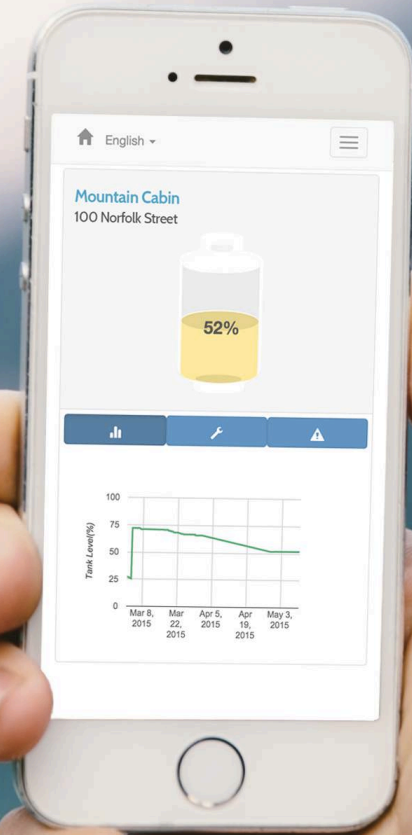 English
Mountain Cabin
100 Norfolk Street
52%
Tank Level(%)
100
75
50
25
0
Mar 8,
2015
Mar
22,
2015
Apr 5,
2015
Apr
19,
2015
May 3,
2015